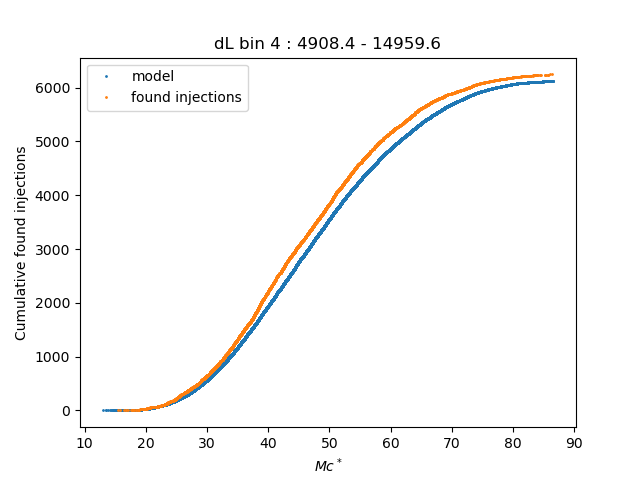 dL bin 4 : 4908.4 - 14959.6
model
found injections
Cumulative found injections
6000
5000
4000
3000
2000
1000
0
10 20 30 40 50 60 70 80 90
Mc*